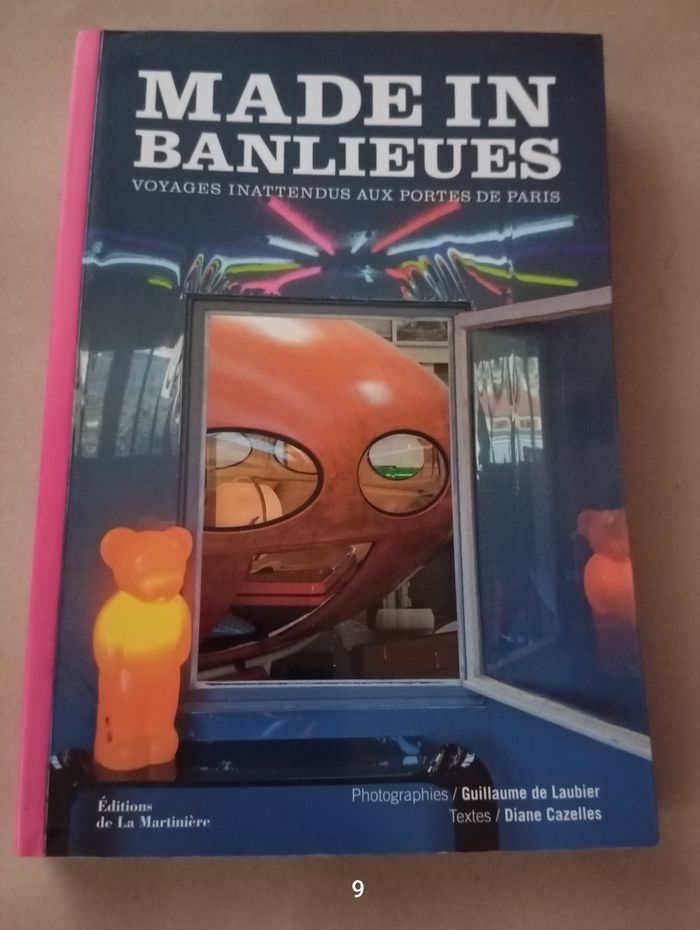 MADE IN
BANLIEUES
VOYAGES INATTENDUS AUX PORTES DE PARIS
Photographies / Guillaume de Laubier
Textes / Diane Cazelles
Éditions
de La Martinière
9